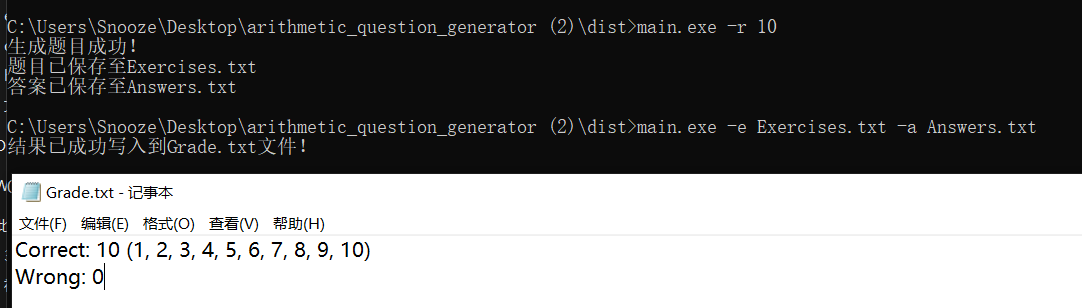 C:\Users\Snooze\Desktop\arithmetic_question_generator (2)\dist>main.exe -r 10
生成题目成功!
题目已保存至Exercises.txt
答案已保存至Answers.txt
C:\Users\Snooze\Desktop\arithmetic_question_generator (2)\dist>main.exe -e Exercises.txt -a Answers.txt
结果已成功写入到Grade.txt文件!
Grade.txt - 记事本
文件(F) 编辑(E) 格式(O) 查看(V) 帮助(H)
Correct: 10 (1, 2, 3, 4, 5, 6, 7, 8, 9, 10)
Wrong: 0